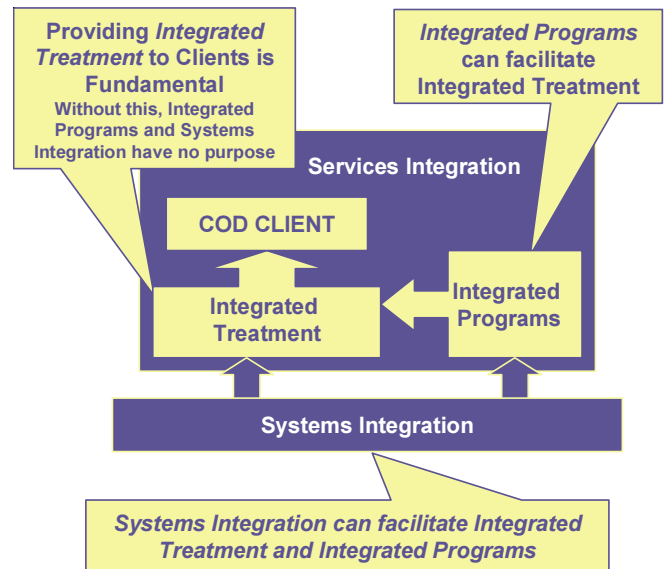 Providing Integrated
Treatment to Clients is
Fundamental
Without this, Integrated
Programs and Systems
Integration have no purpose
Integrated Programs
can facilitate
Integrated Treatment
Services Integration
COD CLIENT
Integrated
Treatment
Integrated
Programs
Systems Integration
Systems Integration can facilitate Integrated
Treatment and Integrated Programs